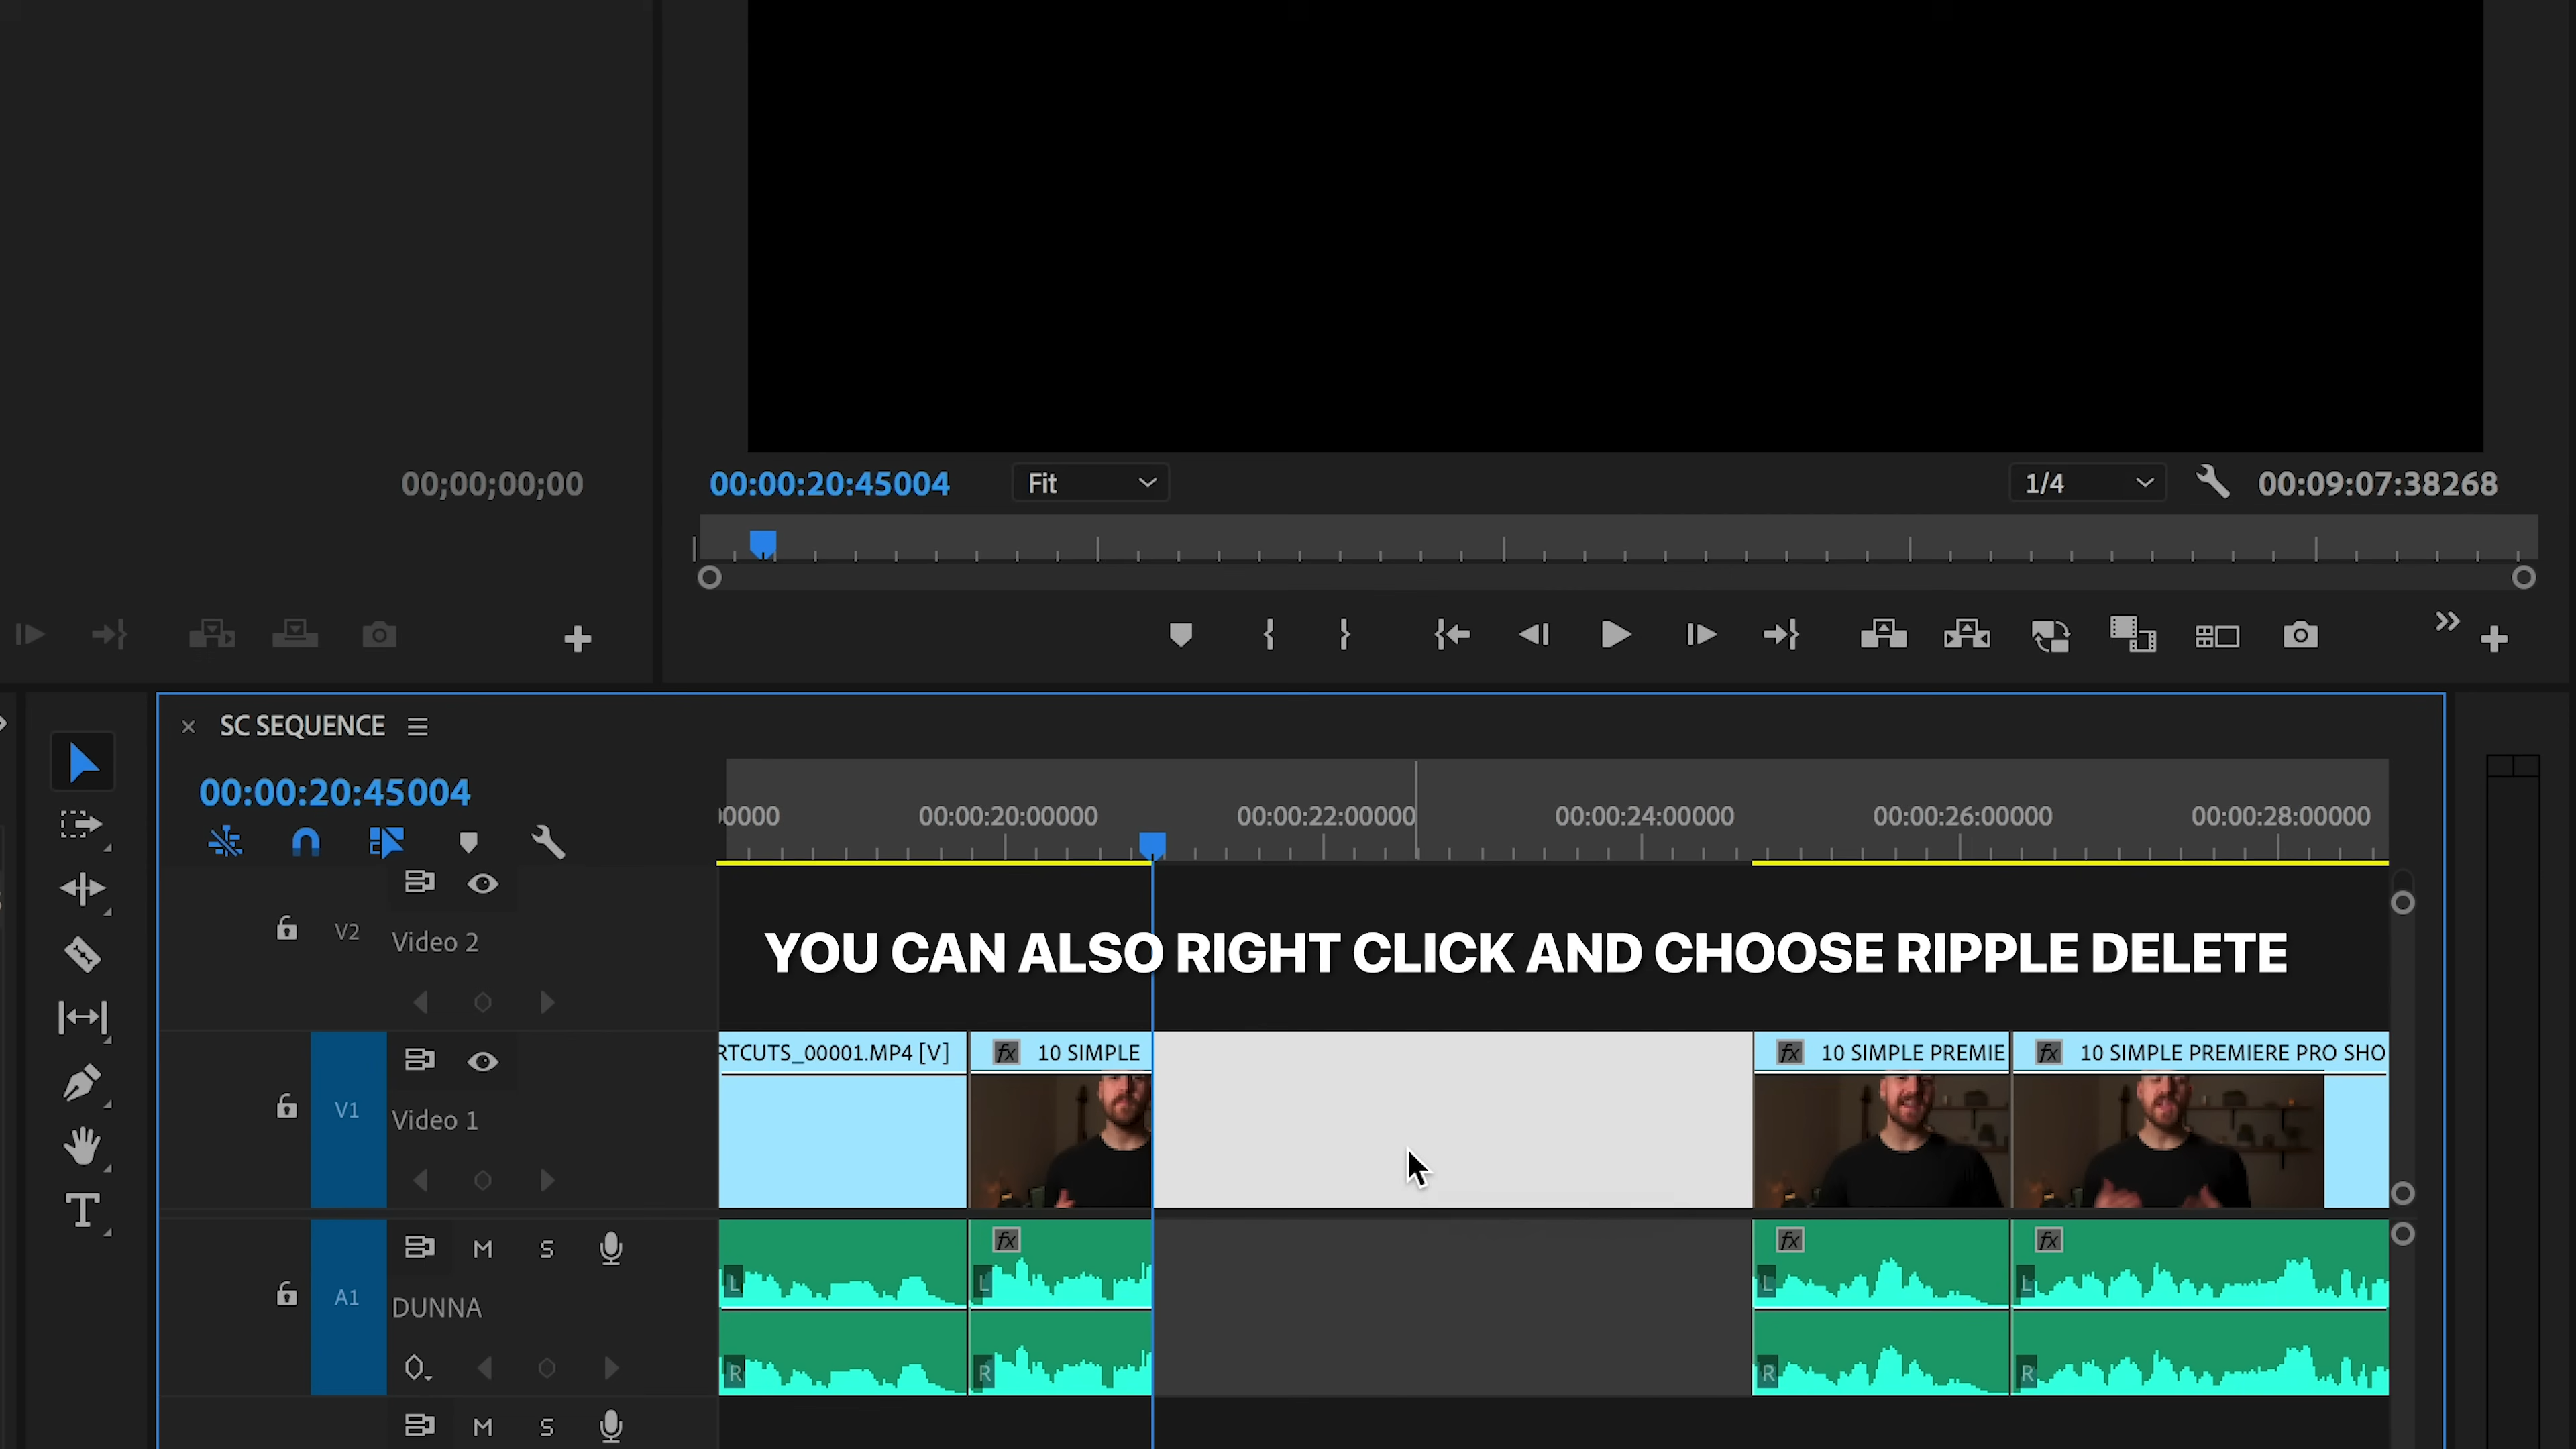 00;00;00;00
00:00:20:45004 Fit 1/4 00:09:07:38268
SC SEQUENCE
00:00:20:45004
00000 00:00:20:00000 00:00:22:00000 00:00:24:00000 00:00:26:00000 00:00:28:00000
V2 Video 2
YOU CAN ALSO RIGHT CLICK AND CHOOSE RIPPLE DELETE
RTCUTS_00001.MP4 [V] fx 10 SIMPLE fx 10 SIMPLE PREMIE fx 10 SIMPLE PREMIERE PRO SHO
V1 Video 1
M S fx fx fx
L L L L
A1 DUNNA
R R R R
M S